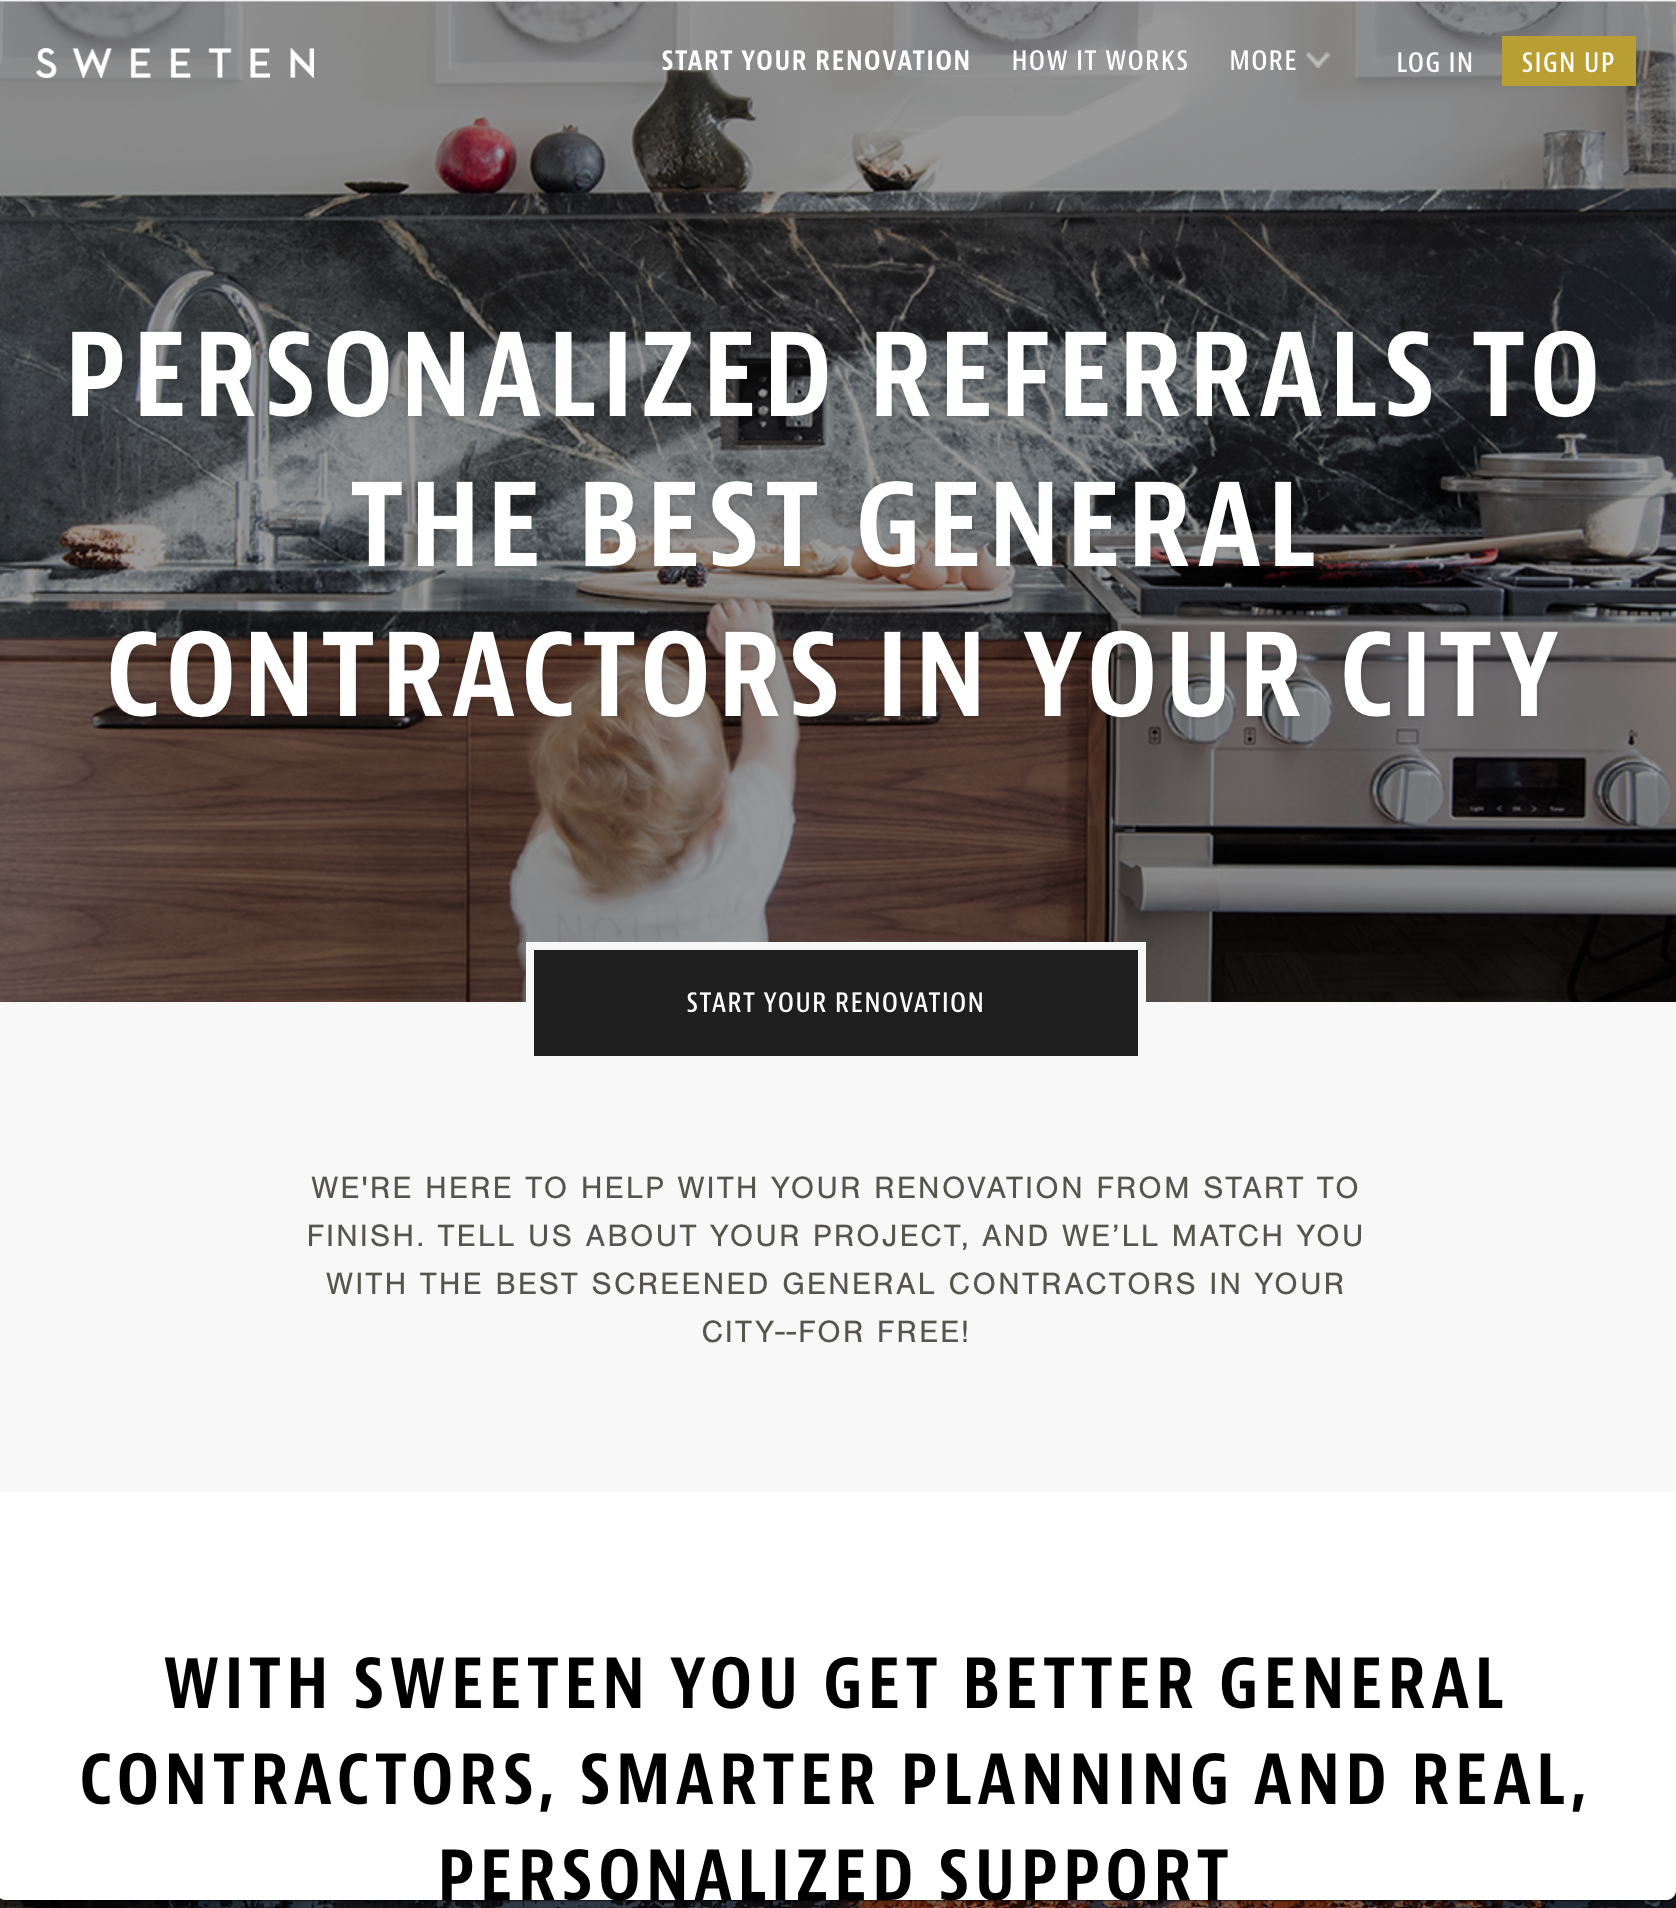 SWEETEN
START YOUR RENOVATION HOW IT WORKS MORE LOG IN SIGN UP
PERSONALIZED REFERRALS TO
THE BEST GENERAL
CONTRACTORS IN YOUR CITY
START YOUR RENOVATION
WE'RE HERE TO HELP WITH YOUR RENOVATION FROM START TO
FINISH. TELL US ABOUT YOUR PROJECT, AND WE’LL MATCH YOU
WITH THE BEST SCREENED GENERAL CONTRACTORS IN YOUR
CITY--FOR FREE!
WITH SWEETEN YOU GET BETTER GENERAL
CONTRACTORS, SMARTER PLANNING AND REAL,
PERSONALIZED SUPPORT